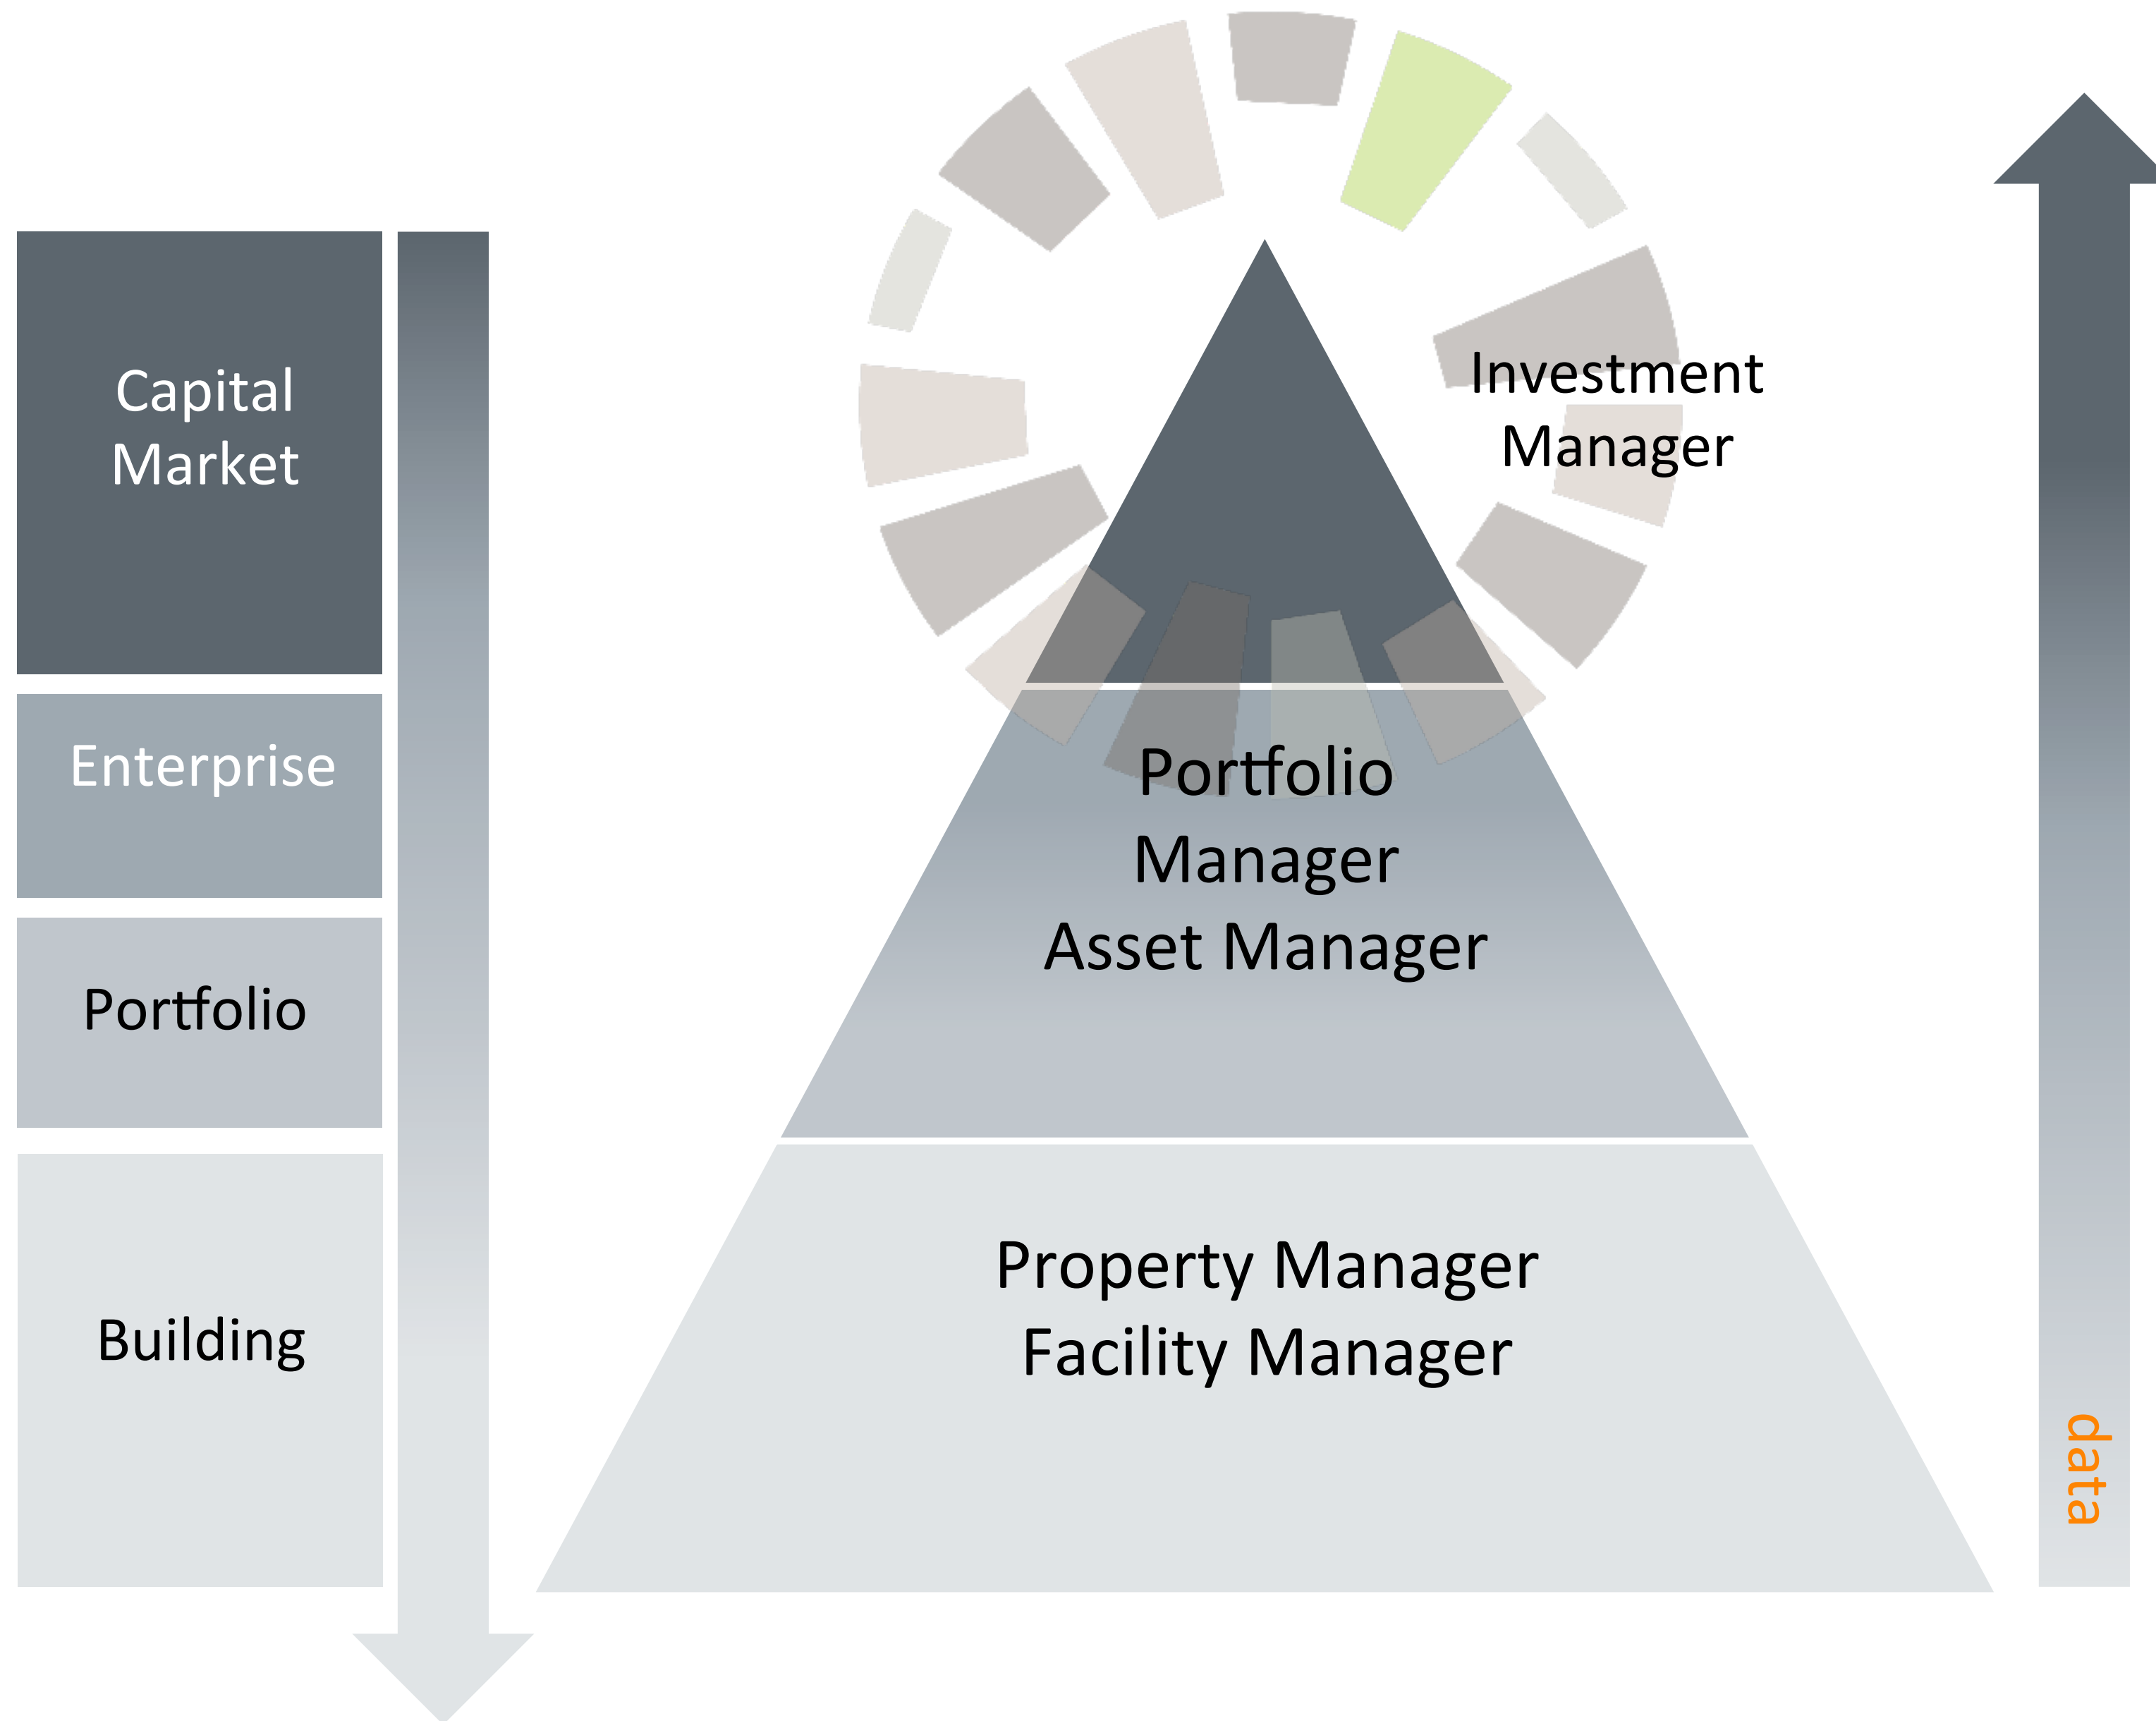 Capital
Market
Enterprise
Portfolio
Building
Investment
Manager
Portfolio
Manager
Asset Manager
Property Manager
Facility Manager
data